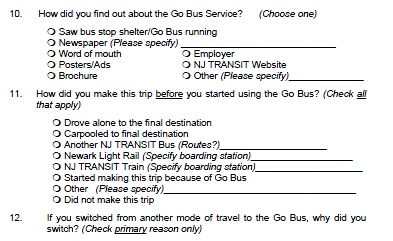 10. How did you find out about the Go Bus Service? (Choose one)
O Saw bus stop shelter/Go Bus running
O Newspaper (Please specify)
O Word of mouth O Employer
O Posters/Ads O NJ TRANSIT Website
O Brochure O Other (Please specify)
11. How did you make this trip before you started using the Go Bus? (Check all
that apply)
O Drove alone to the final destination
O Carpooled to final destination
O Another NJ TRANSIT Bus (Routes?)
O Newark Light Rail (Specify boarding station)
O NJ TRANSIT Train (Specify boarding station)
O Started making this trip because of Go Bus
O Other (Please specify)
O Did not make this trip
12. If you switched from another mode of travel to the Go Bus, why did you
switch? (Check primary reason only)